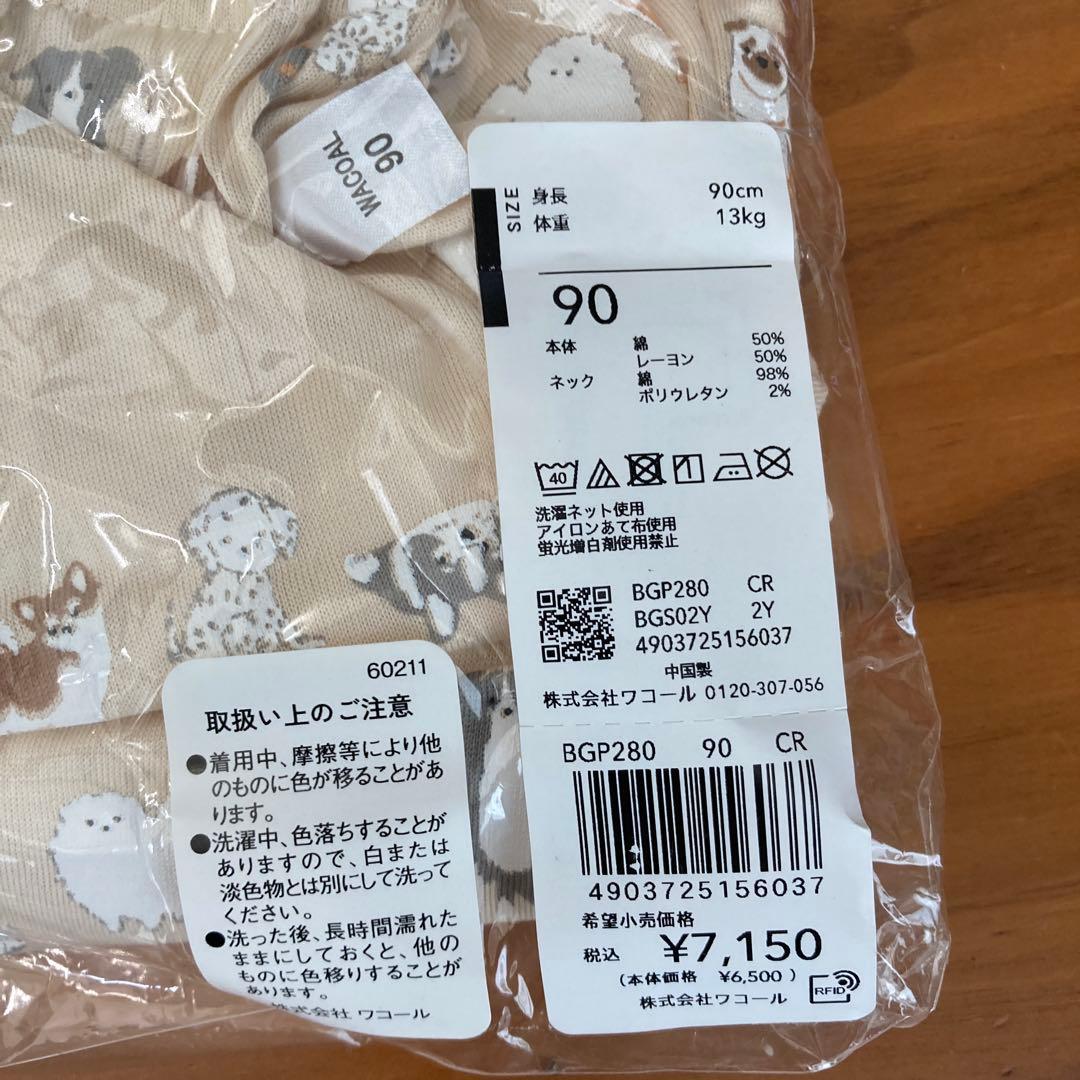 WACOAL
90
SIZE
身長 90cm
体重 13kg
90
本体 綿 50%
レーヨン 50%
ネック 綿 98%
ポリウレタン 2%
40
洗濯ネット使用
アイロンあて布使用
蛍光増白剤使用禁止
BGP280 CR
BGS02Y 2Y
4903725156037
中国製
株式会社ワコール 0120-307-056
BGP280 90 CR
4903725156037
希望小売価格
税込 ¥7,150
(本体価格 ¥6,500)
株式会社ワコール
RFID
60211
取扱い上のご注意
●着用中、摩擦等により他
のものに色が移ることがあ
ります。
●洗濯中、色落ちすることが
ありますので、白または
淡色物とは別にして洗って
ください。
●洗った後、長時間濡れた
ままにしておくと、他の
ものに色移りすることが
あります。
株式会社ワコール